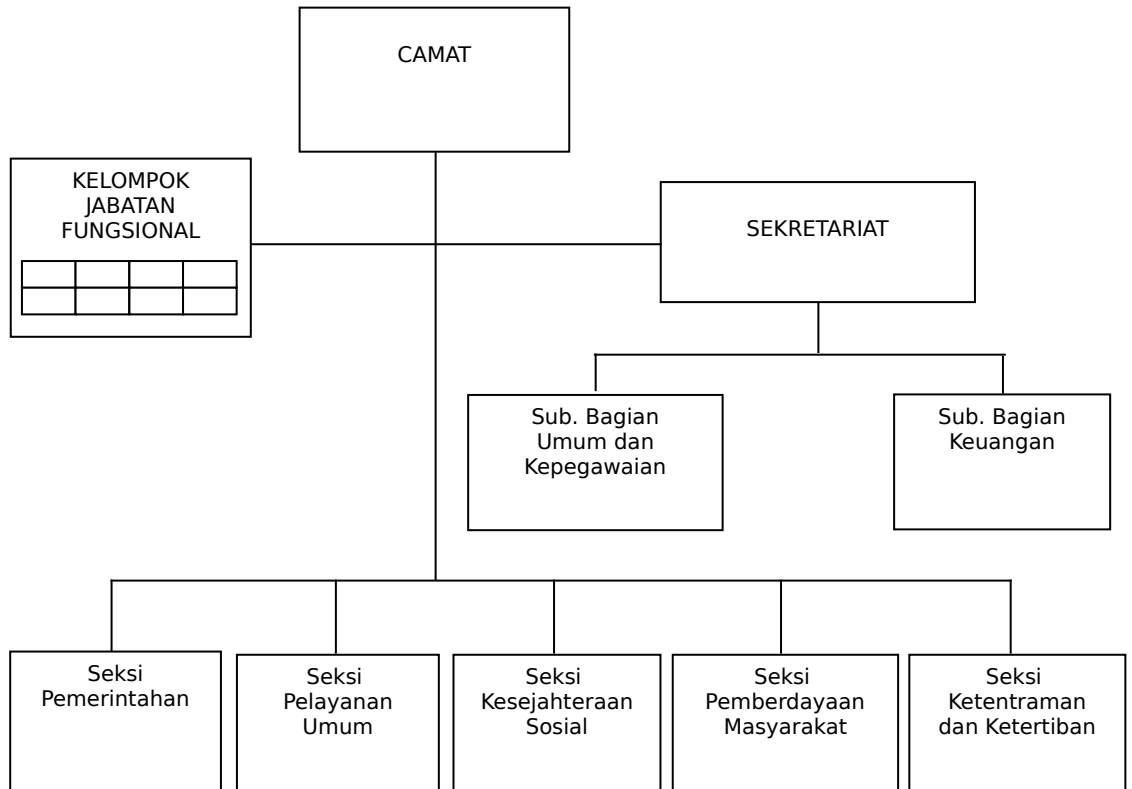 CAMAT
KELOMPOK
JABATAN
FUNGSIONAL
SEKRETARIAT
Sub. Bagian
Umum dan
Kepegawaian
Sub. Bagian
Keuangan
Seksi
Pemerintahan
Seksi
Pelayanan
Umum
Seksi
Kesejahteraan
Sosial
Seksi
Pemberdayaan
Masyarakat
Seksi
Ketentraman
dan Ketertiban